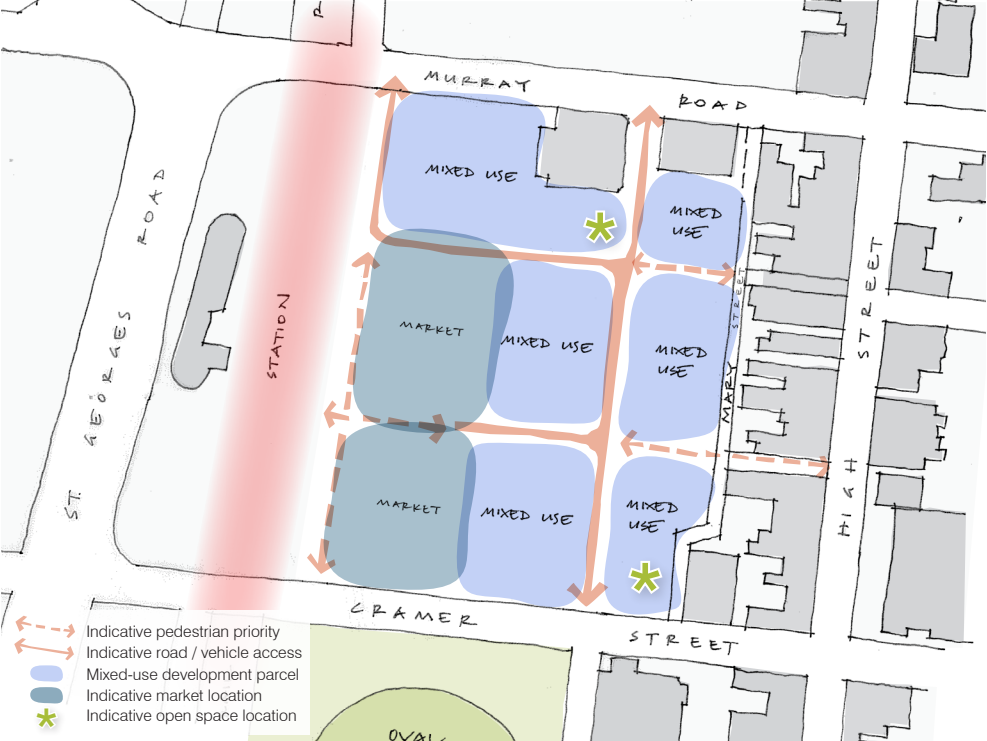 MURRAY
ROAD
MIXED USE
MIXED
USE
ST. GEORGES ROAD
STATION
MARKET
MIXED USE
MIXED
USE
MARY STREET
HIGH STREET
MARKET
MIXED USE
MIXED
USE
CRAMER
STREET
OVAL
Indicative pedestrian priority
Indicative road / vehicle access
Mixed-use development parcel
Indicative market location
Indicative open space location